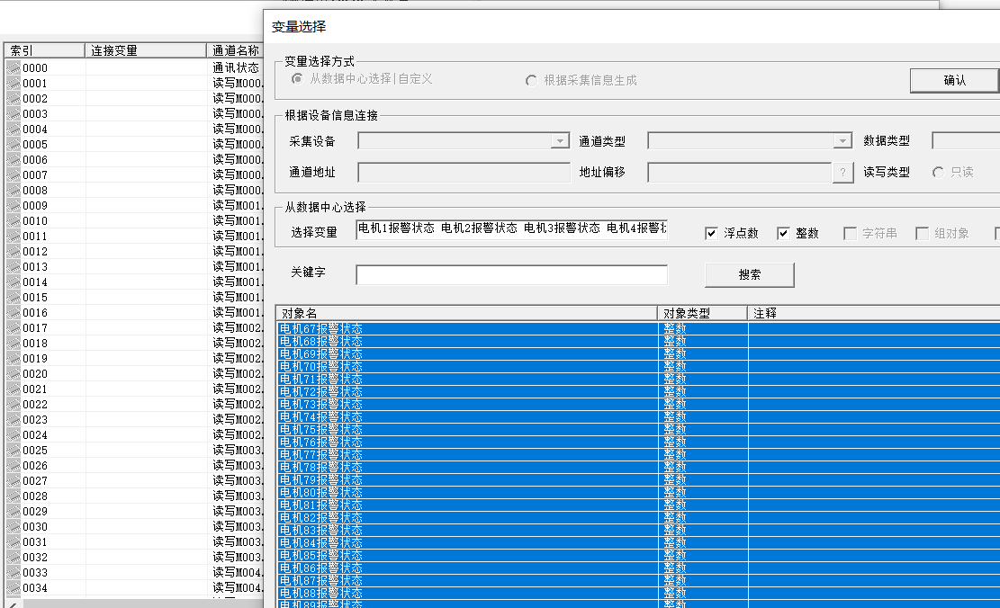 变量选择
索引 连接变量 通道名称
0000 通讯状态
0001 读写M000.
0002 读写M000.
0003 读写M000.
0004 读写M000.
0005 读写M000.
0006 读写M000.
0007 读写M000.
0008 读写M000.
0009 读写M001.
0010 读写M001.
0011 读写M001.
0012 读写M001.
0013 读写M001.
0014 读写M001.
0015 读写M001.
0016 读写M001.
0017 读写M002.
0018 读写M002.
0019 读写M002.
0020 读写M002.
0021 读写M002.
0022 读写M002.
0023 读写M002.
0024 读写M002.
0025 读写M003.
0026 读写M003.
0027 读写M003.
0028 读写M003.
0029 读写M003.
0030 读写M003.
0031 读写M003.
0032 读写M003.
0033 读写M004.
0034 读写M004.
变量选择方式
从数据中心选择|自定义 根据采集信息生成 确认
根据设备信息连接
采集设备 通道类型 数据类型
通道地址 地址偏移 ? 读写类型 只读
从数据中心选择
选择变量 电机1报警状态 电机2报警状态 电机3报警状态 电机4报警 浮点数 整数 字符串 组对象
关键字 搜索
对象名 对象类型 注释
电机67报警状态 整数
电机68报警状态 整数
电机69报警状态 整数
电机70报警状态 整数
电机71报警状态 整数
电机72报警状态 整数
电机73报警状态 整数
电机74报警状态 整数
电机75报警状态 整数
电机76报警状态 整数
电机77报警状态 整数
电机78报警状态 整数
电机79报警状态 整数
电机80报警状态 整数
电机81报警状态 整数
电机82报警状态 整数
电机83报警状态 整数
电机84报警状态 整数
电机85报警状态 整数
电机86报警状态 整数
电机87报警状态 整数
电机88报警状态 整数
电机89报警状态 整数